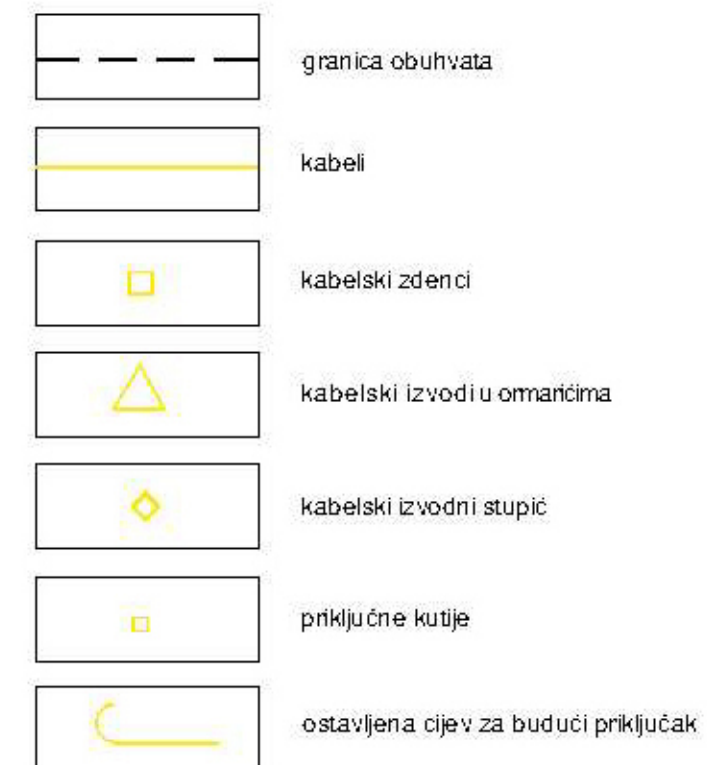 granica obuhvata
kabeli
kabelski zdenci
kabelski izvodi u ormarićima
kabelski izvodni stupić
priključne kutije
ostavljena cijev za budući priključak